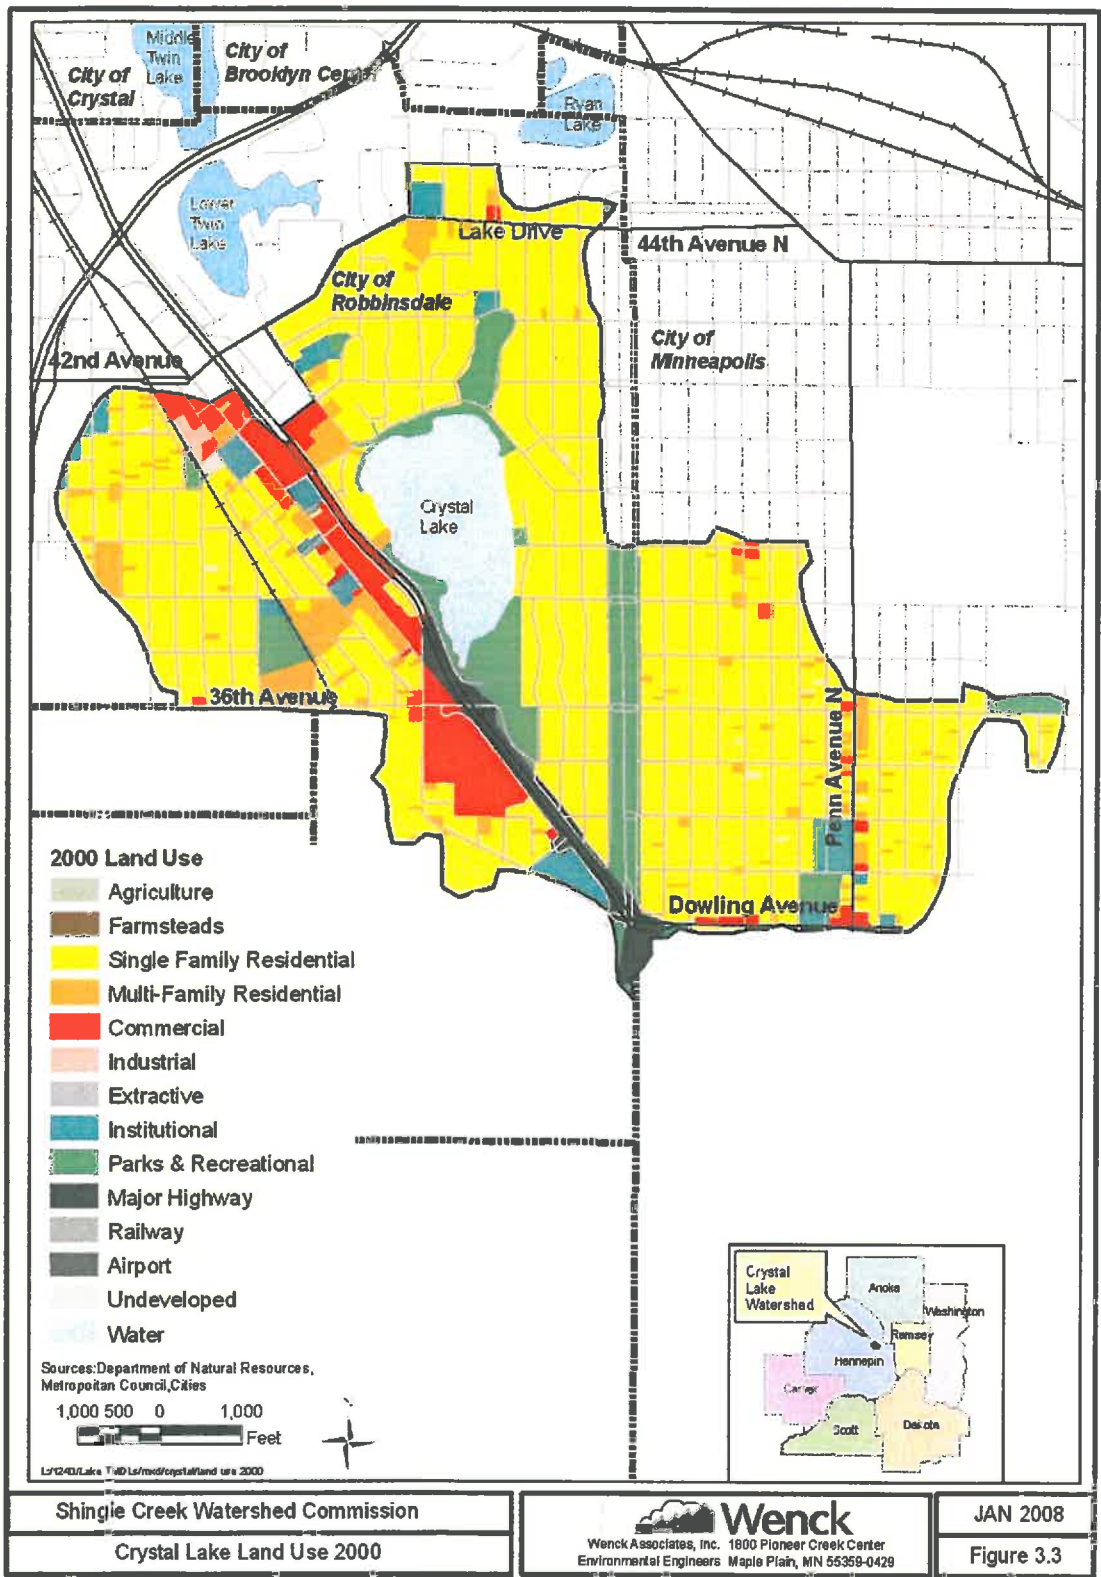 Middle
Twin
Lake
City of
Brooklyn Center
City of
Crystal
Ryan
Lake
Lower
Twin
Lake
Lake Drive
44th Avenue N
City of
Robbinsdale
City of
Minneapolis
42nd Avenue
Crystal
Lake
36th Avenue
Penn Avenue N
Dowling Avenue
2000 Land Use
Agriculture
Farmsteads
Single Family Residential
Multi-Family Residential
Commercial
Industrial
Extractive
Institutional
Parks & Recreational
Major Highway
Railway
Airport
Undeveloped
Water
Sources:Department of Natural Resources,
Metropolitan Council,Cities
1,000 500 0 1,000
Feet
Crystal
Lake
Watershed
Anoka
Washington
Ramsey
Hennepin
Carver
Scott
Dakota
Shingle Creek Watershed Commission
Crystal Lake Land Use 2000
Wenck
Wenck Associates, Inc. 1800 Pioneer Creek Center
Environmental Engineers Maple Plain, MN 55359-0429
JAN 2008
Figure 3.3